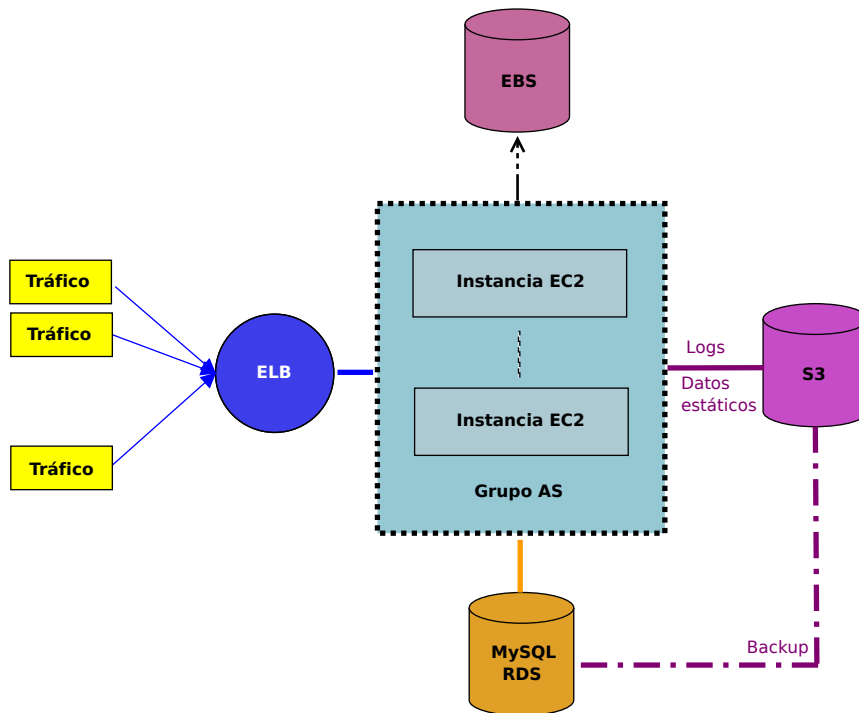 EBS
Tráfico
Tráfico
Tráfico
ELB
Instancia EC2
Instancia EC2
Grupo AS
Logs
Datos
estáticos
S3
MySQL
RDS
Backup